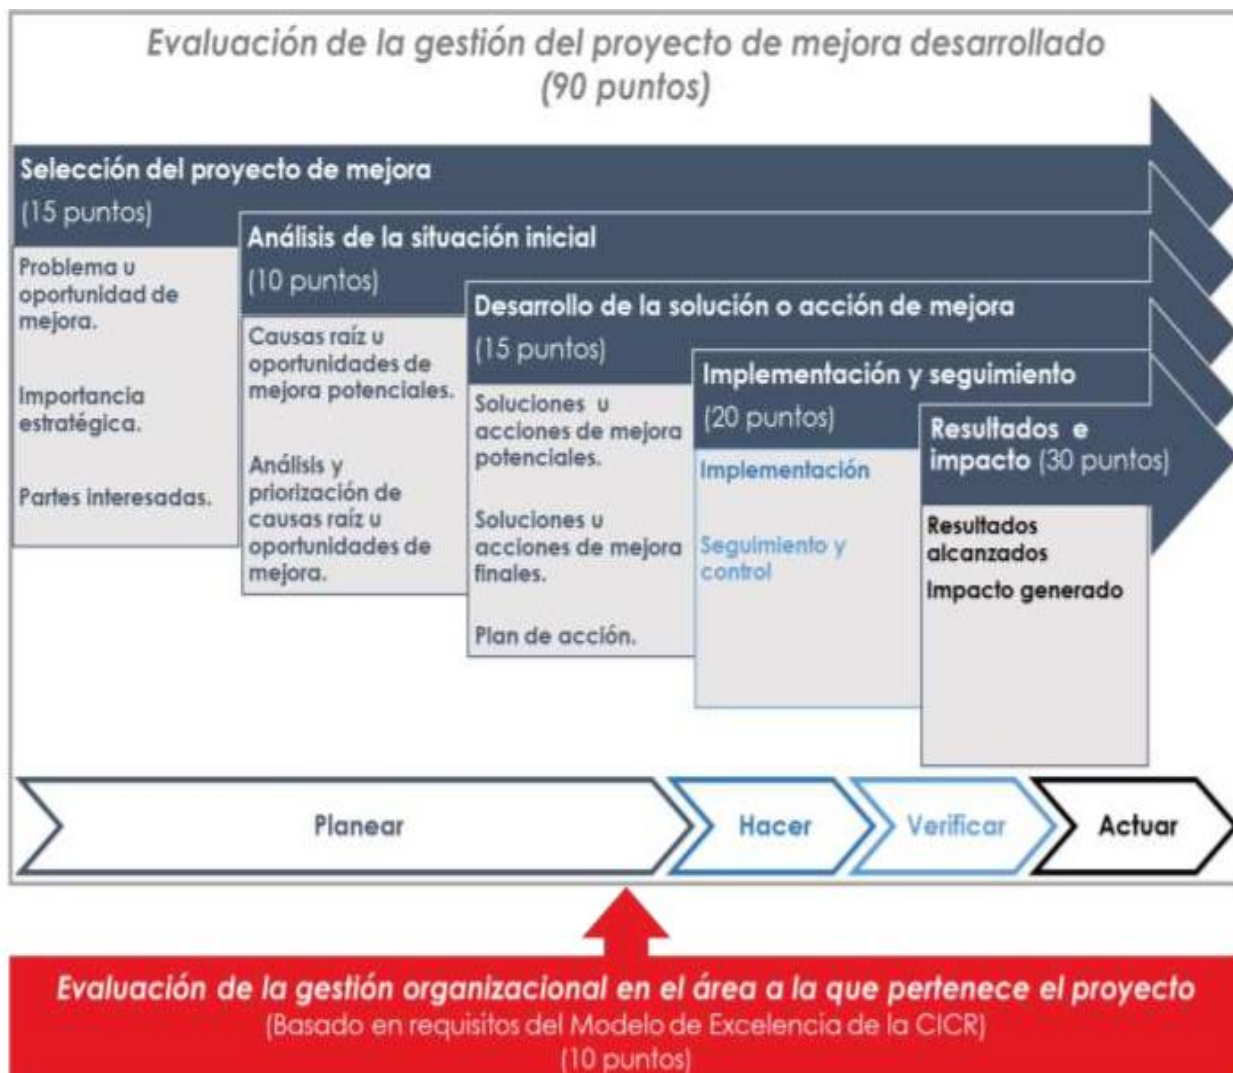 Evaluación de la gestión del proyecto de mejora desarrollado
(90 puntos)
Selección del proyecto de mejora
(15 puntos)
Problema u
oportunidad de
mejora.
Importancia
estratégica.
Partes interesadas.
Análisis de la situación inicial
(10 puntos)
Causas raíz u
oportunidades de
mejora potenciales.
Análisis y
priorización de
causas raíz u
oportunidades de
mejora.
Desarrollo de la solución o acción de mejora
(15 puntos)
Soluciones u
acciones de mejora
potenciales.
Soluciones u
acciones de mejora
finales.
Plan de acción.
Implementación y seguimiento
(20 puntos)
Implementación
Seguimiento y
control
Resultados e
impacto (30 puntos)
Resultados
alcanzados
Impacto generado
Planear
Hacer
Verificar
Actuar
Evaluación de la gestión organizacional en el área a la que pertenece el proyecto
(Basado en requisitos del Modelo de Excelencia de la CICR)
(10 puntos)